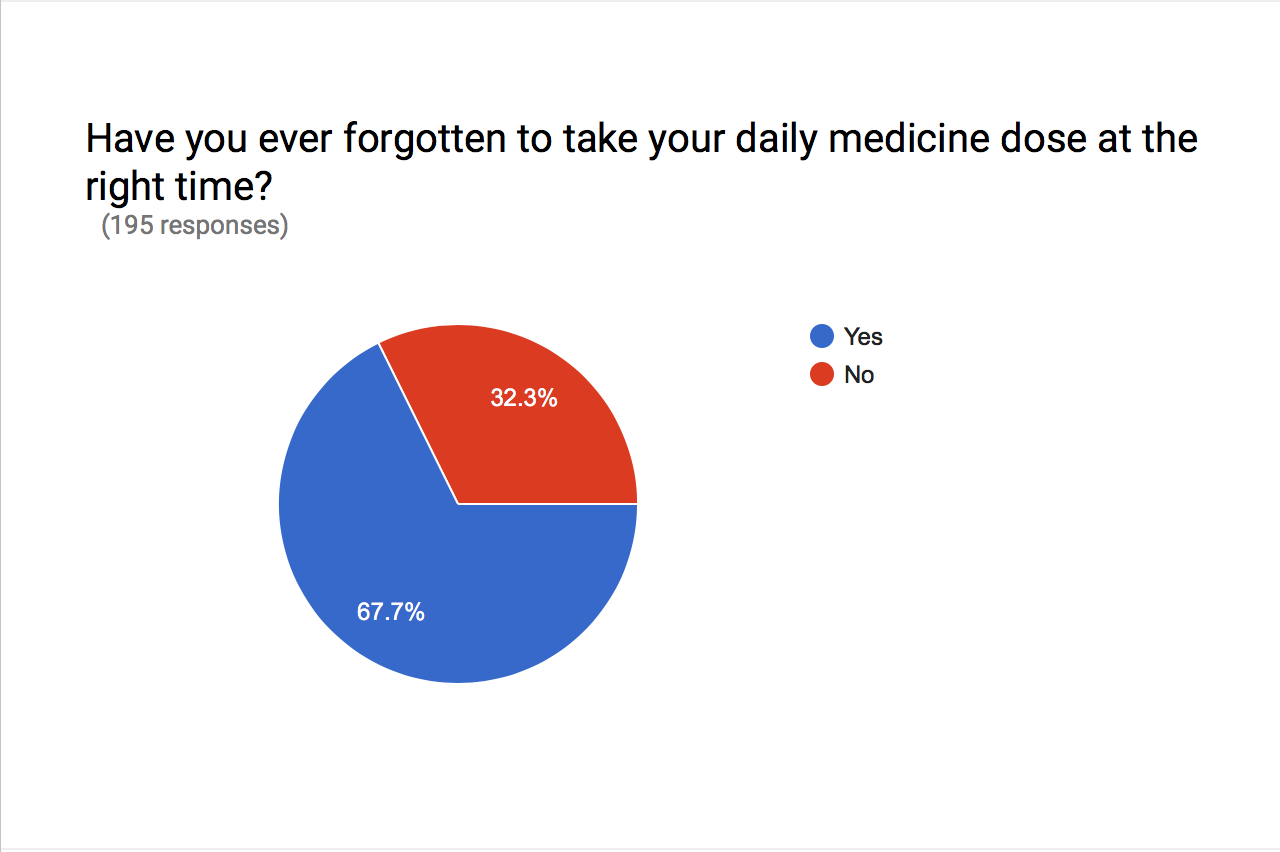 Have you ever forgotten to take your daily medicine dose at the
right time?
(195 responses)
Yes
No
32.3%
67.7%